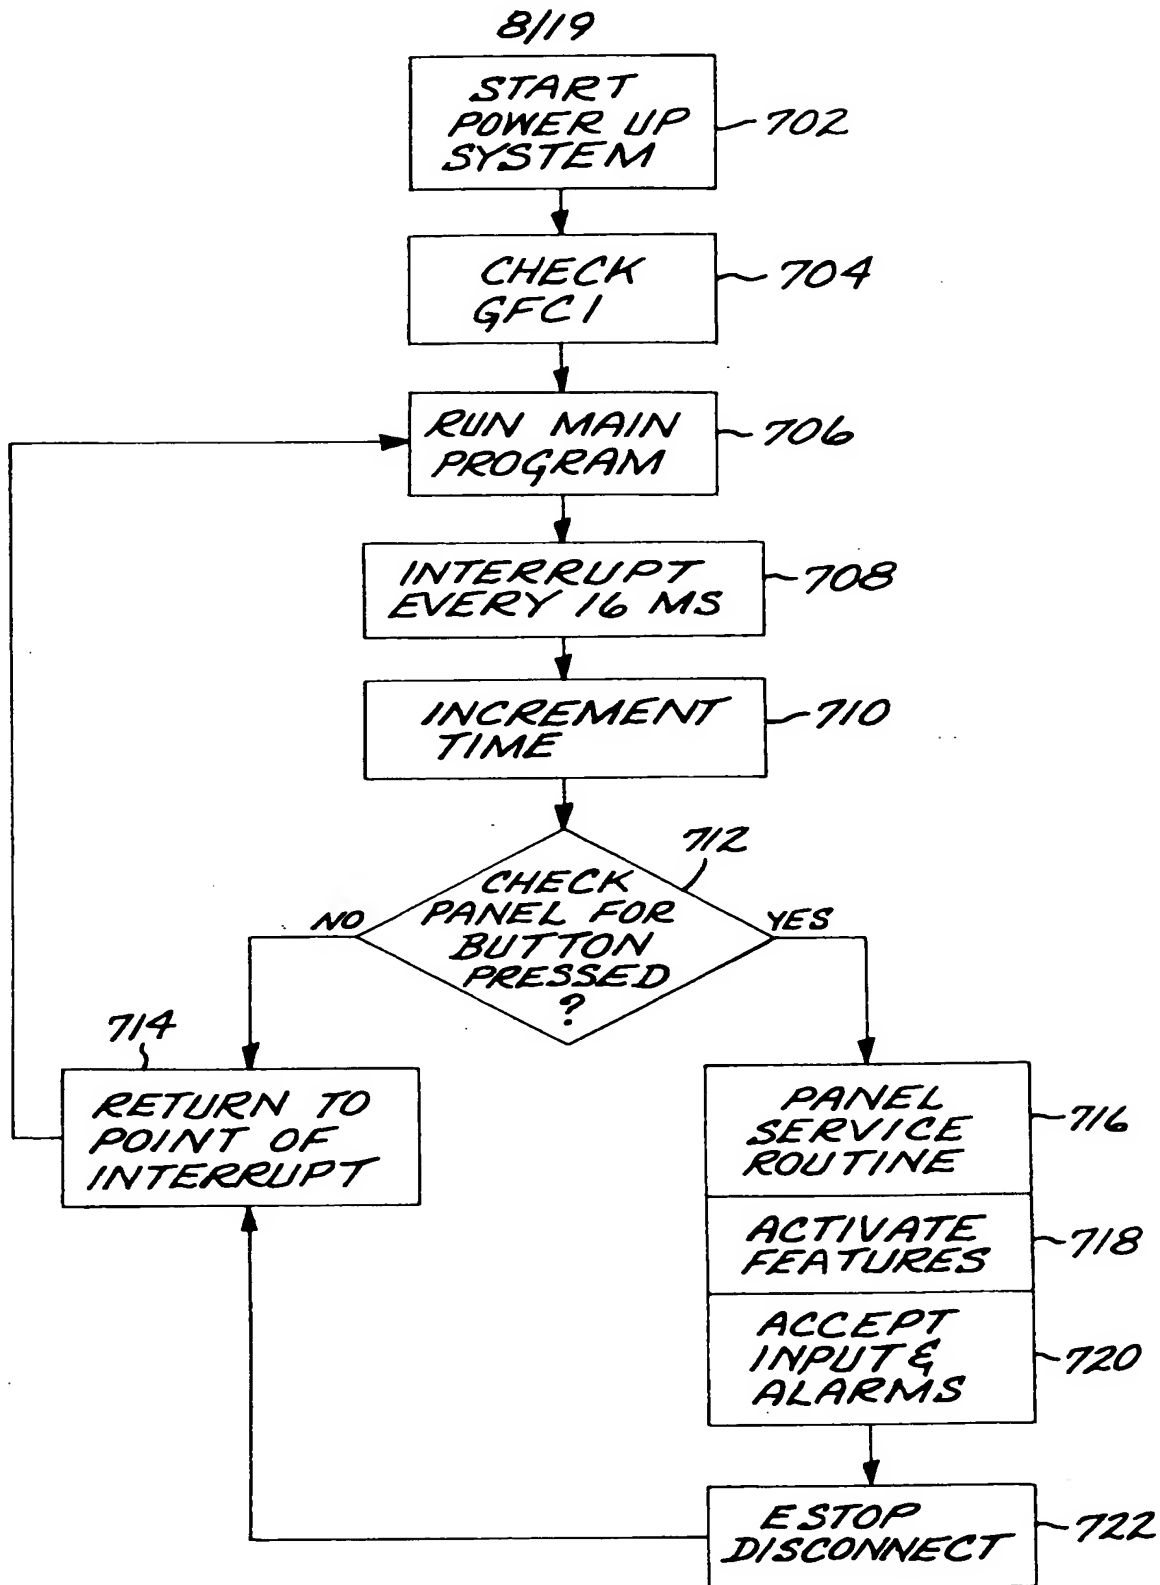 8/19
START
POWER UP
SYSTEM
702
CHECK
GFCI
704
RUN MAIN
PROGRAM
706
INTERRUPT
EVERY 16 MS
708
INCREMENT
TIME
710
712
CHECK
PANEL FOR
BUTTON
PRESSED
?
NO
YES
714
RETURN TO
POINT OF
INTERRUPT
PANEL
SERVICE
ROUTINE
716
ACTIVATE
FEATURES
718
ACCEPT
INPUT &
ALARMS
720
E STOP
DISCONNECT
722